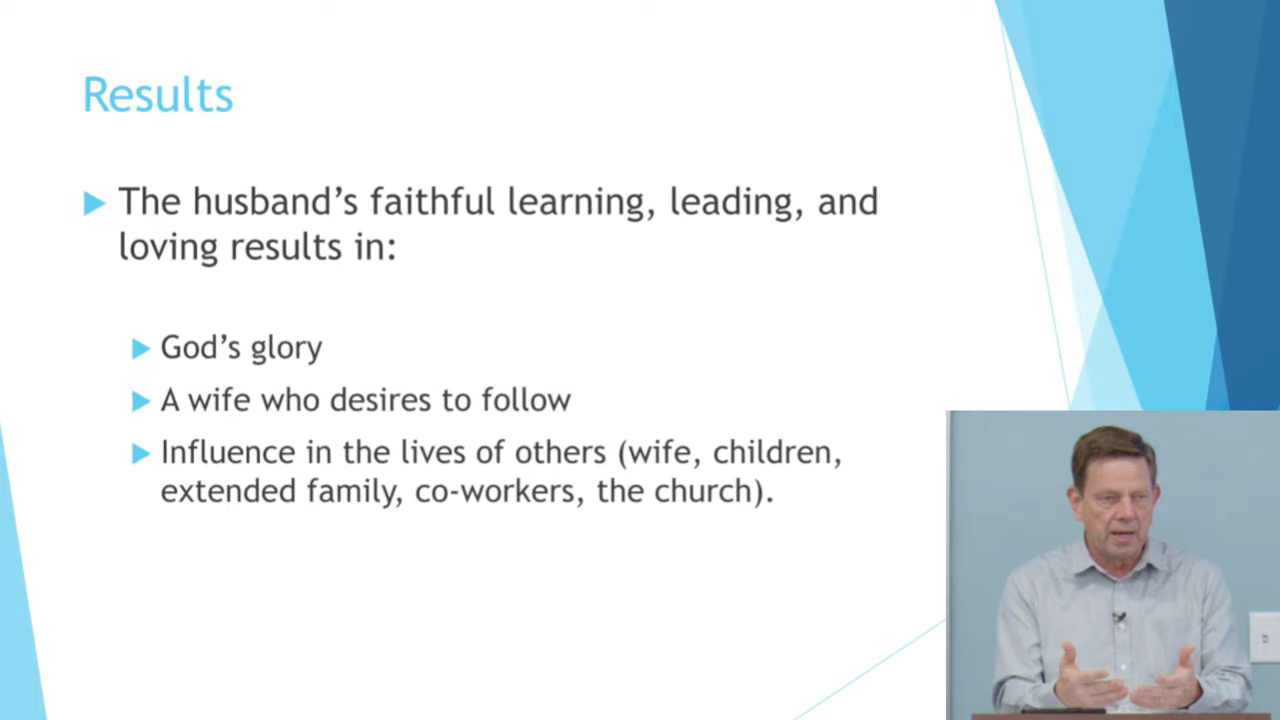 Results
The husband’s faithful learning, leading, and
loving results in:
God’s glory
A wife who desires to follow
Influence in the lives of others (wife, children,
extended family, co-workers, the church).